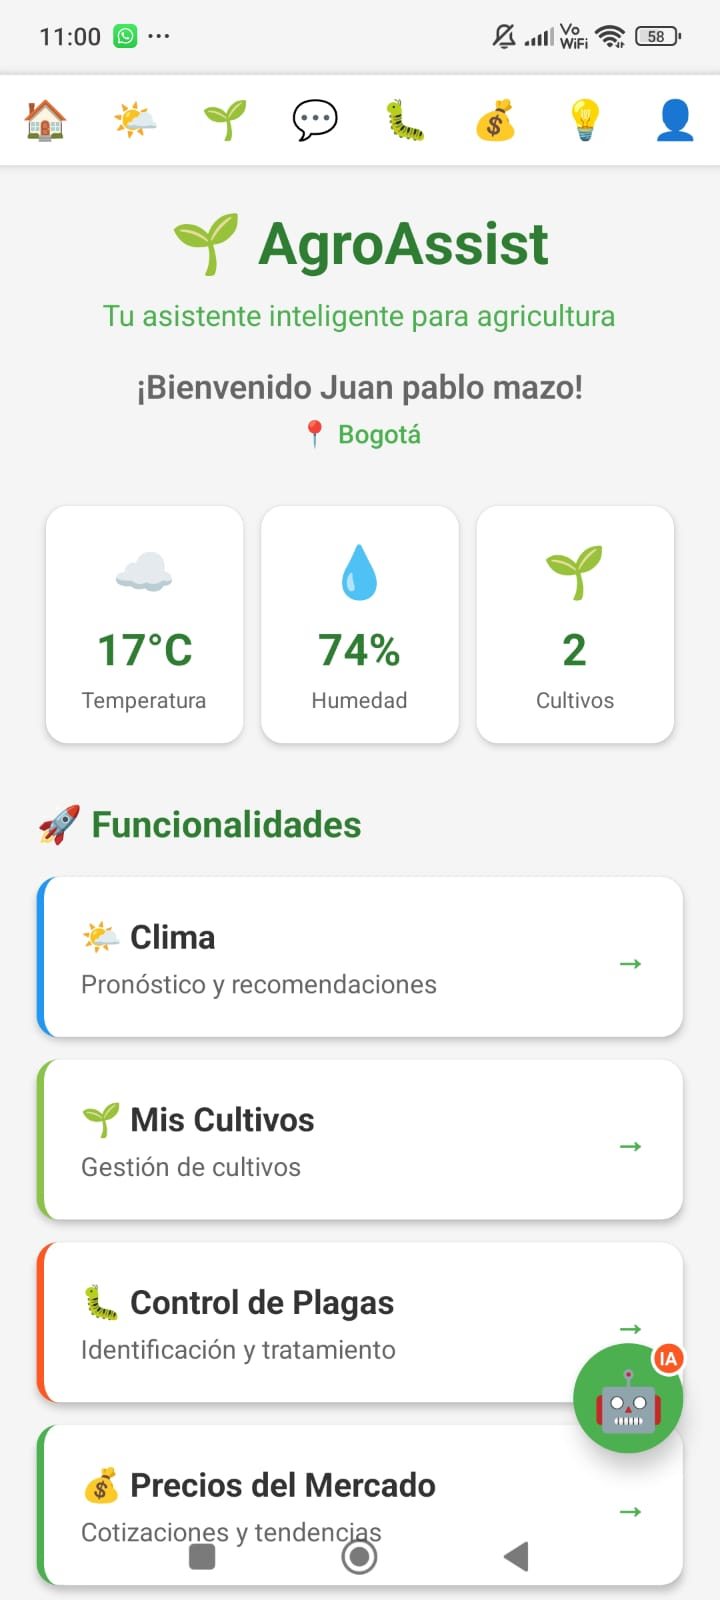 11:00
Vo
WiFi
58
AgroAssist
Tu asistente inteligente para agricultura
¡Bienvenido Juan pablo mazo!
Bogotá
17°C
74%
2
Temperatura
Humedad
Cultivos
Funcionalidades
Clima
Pronóstico y recomendaciones
→
Mis Cultivos
Gestión de cultivos
→
Control de Plagas
Identificación y tratamiento
→
IA
Precios del Mercado
Cotizaciones y tendencias
→